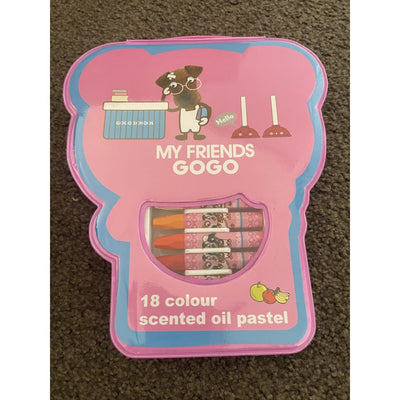 Hello
MY FRIENDS
GOGO
18 colour
scented oil pastel